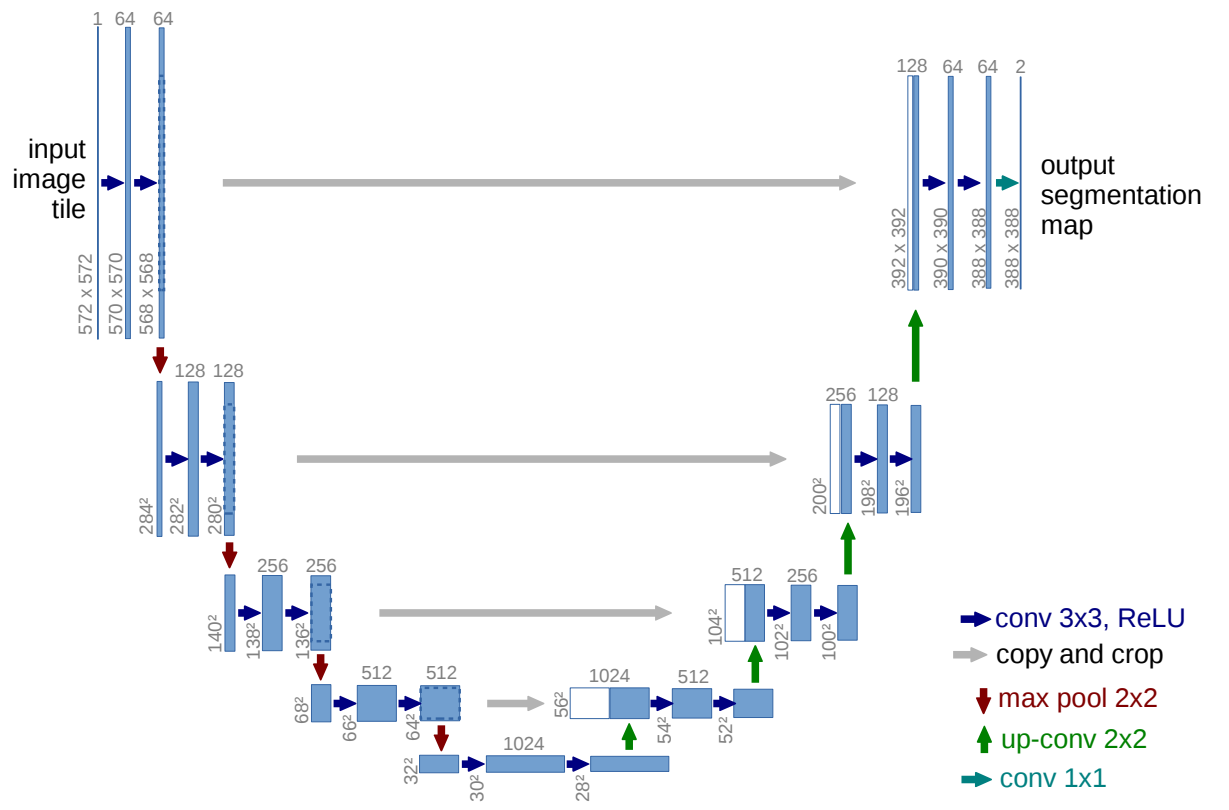 1 64 64
input
image
tile
572 x 572
570 x 570
568 x 568
128 64 64 2
output
segmentation
map
392 x 392
390 x 390
388 x 388
388 x 388
128 128
284²
282²
280²
256 128
200²
198²
196²
256 256
140²
138²
136²
512 256
104²
102²
100²
512 512
68²
66²
64²
1024 512
56²
54²
52²
1024
32²
30²
28²
conv 3x3, ReLU
copy and crop
max pool 2x2
up-conv 2x2
conv 1x1